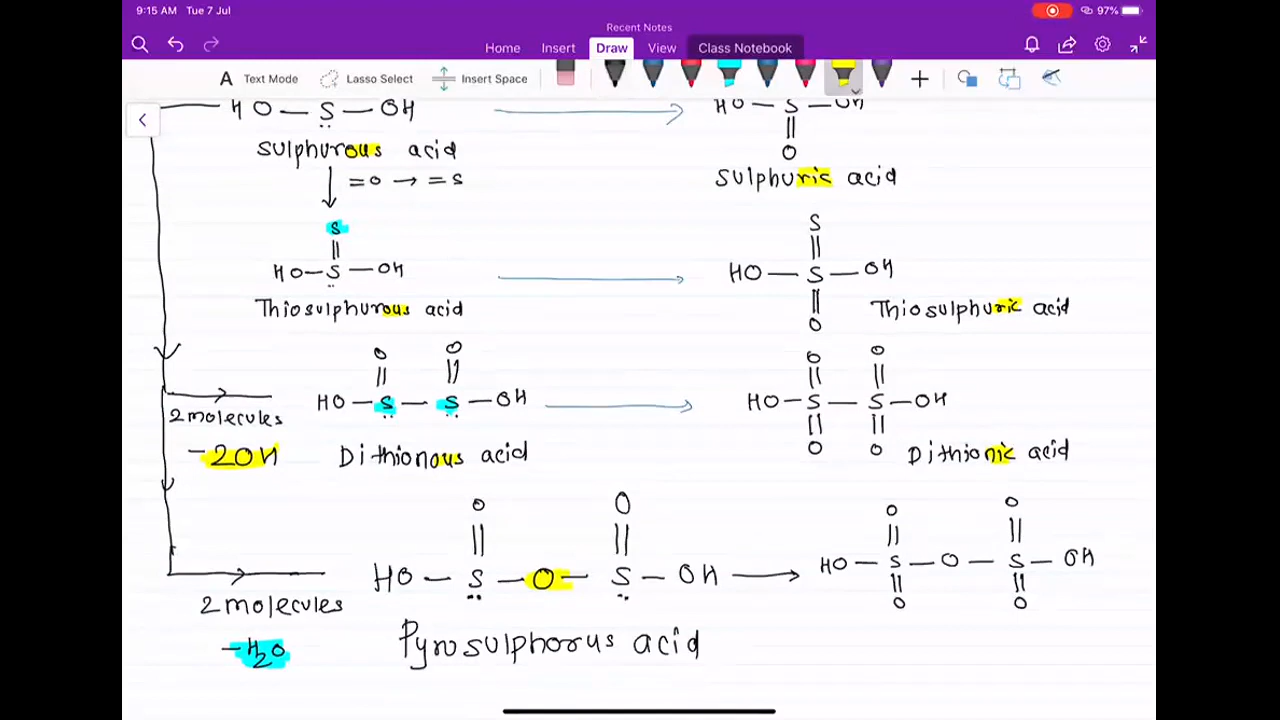 9:15 AM Tue 7 Jul
97%
Recent Notes
Home Insert Draw View Class Notebook
Text Mode Lasso Select Insert Space
HO — S — OH
HO — S — OH
O
Sulphurous acid
Sulphuric acid
=O → =S
S
S
HO — S — OH
HO — S — OH
O
Thiosulphurous acid
Thiosulphuric acid
O O
O O
HO — S — S — OH
HO — S — S — OH
2 molecules
O O
-2OH
Dithionous acid
Dithionic acid
O O
O O
HO — S — O — S — OH
HO — S — O — S — OH
O O
2 molecules
-H2O
Pyrosulphorus acid